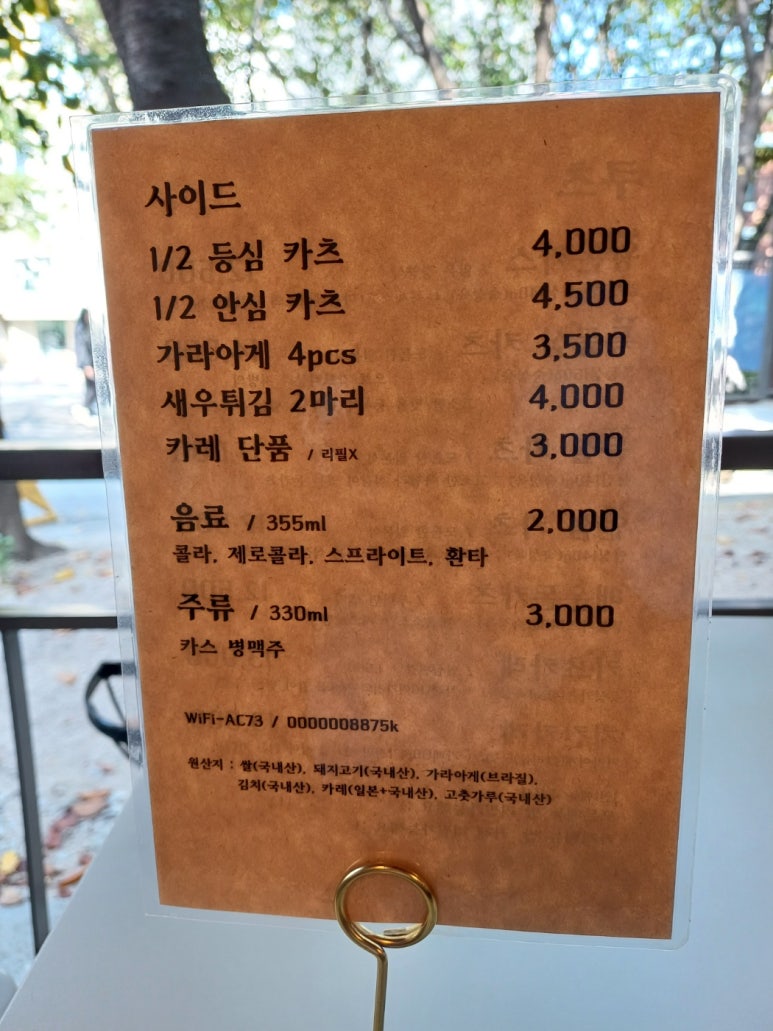 사이드
1/2 등심 카츠 4,000
1/2 안심 카츠 4,500
가라아게 4pcs 3,500
새우튀김 2마리 4,000
카레 단품 / 리필X 3,000
음료 / 355ml 2,000
콜라, 제로콜라, 스프라이트, 환타
주류 / 330ml 3,000
카스 병맥주
WiFi-AC73 / 0000008875k
원산지 : 쌀(국내산), 돼지고기(국내산), 가라아게(브라질),
김치(국내산), 카레(일본+국내산), 고춧가루(국내산)